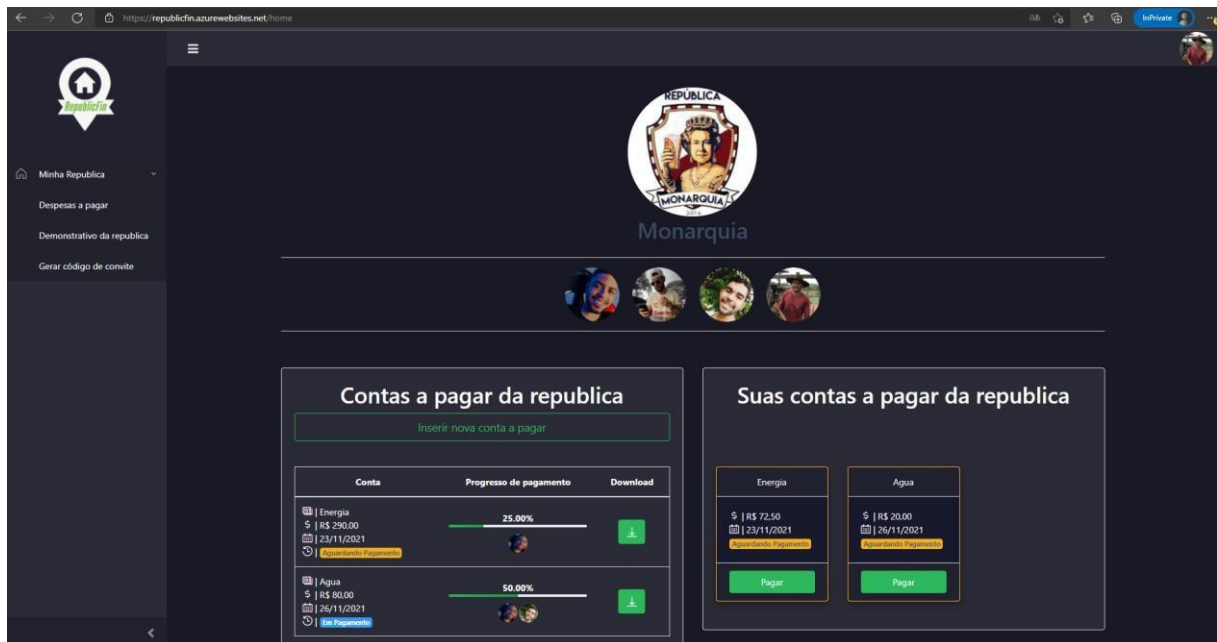 https://republicfin.azurewebsites.net/home
InPrivate
RepublicFin
Minha Republica
Despesas a pagar
Demonstrativo da republica
Gerar código de convite
REPÚBLICA
MONARQUIA
Monarquia
Contas a pagar da republica
Inserir nova conta a pagar
Conta Progresso de pagamento Download
| Energia
$ | R$ 290,00
| 23/11/2021
| Aguardando Pagamento
25.00%
| Agua
$ | R$ 80,00
| 26/11/2021
| Em Pagamento
50.00%
Suas contas a pagar da republica
Energia
$ | R$ 72,50
| 23/11/2021
Aguardando Pagamento
Pagar
Agua
$ | R$ 20,00
| 26/11/2021
Aguardando Pagamento
Pagar